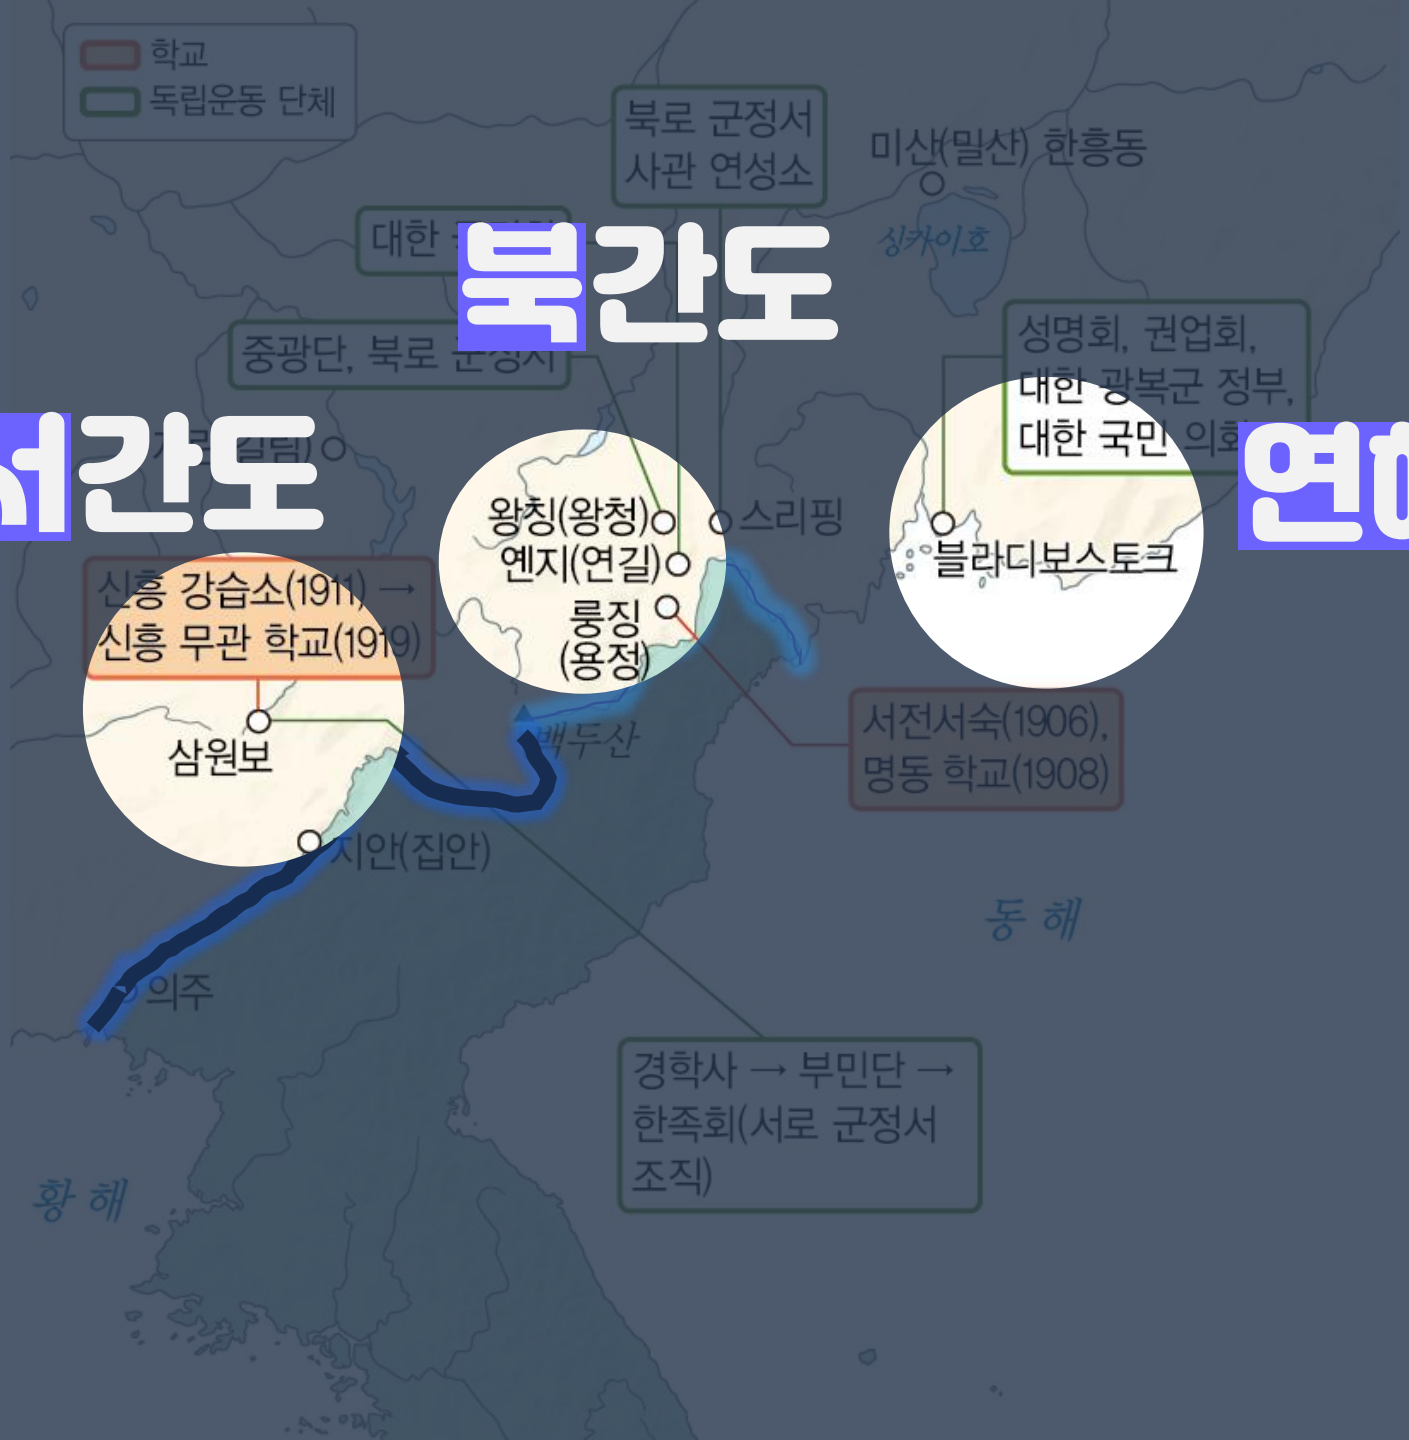 학교
독립운동 단체
북로 군정서
사관 연성소
미산(밀산) 한흥동
싱카이호
대한
북간도
중광단, 북로 군정서
성명회, 권업회,
대한 광복군 정부,
대한 국민 의회
서간도
연해
왕칭(왕청)
옌지(연길)
룽징
(용정)
스리핑
블라디보스토크
신흥 강습소(1911) →
신흥 무관 학교(1919)
삼원보
백두산
서전서숙(1906),
명동 학교(1908)
지안(집안)
동해
의주
경학사 → 부민단 →
한족회(서로 군정서
조직)
황해